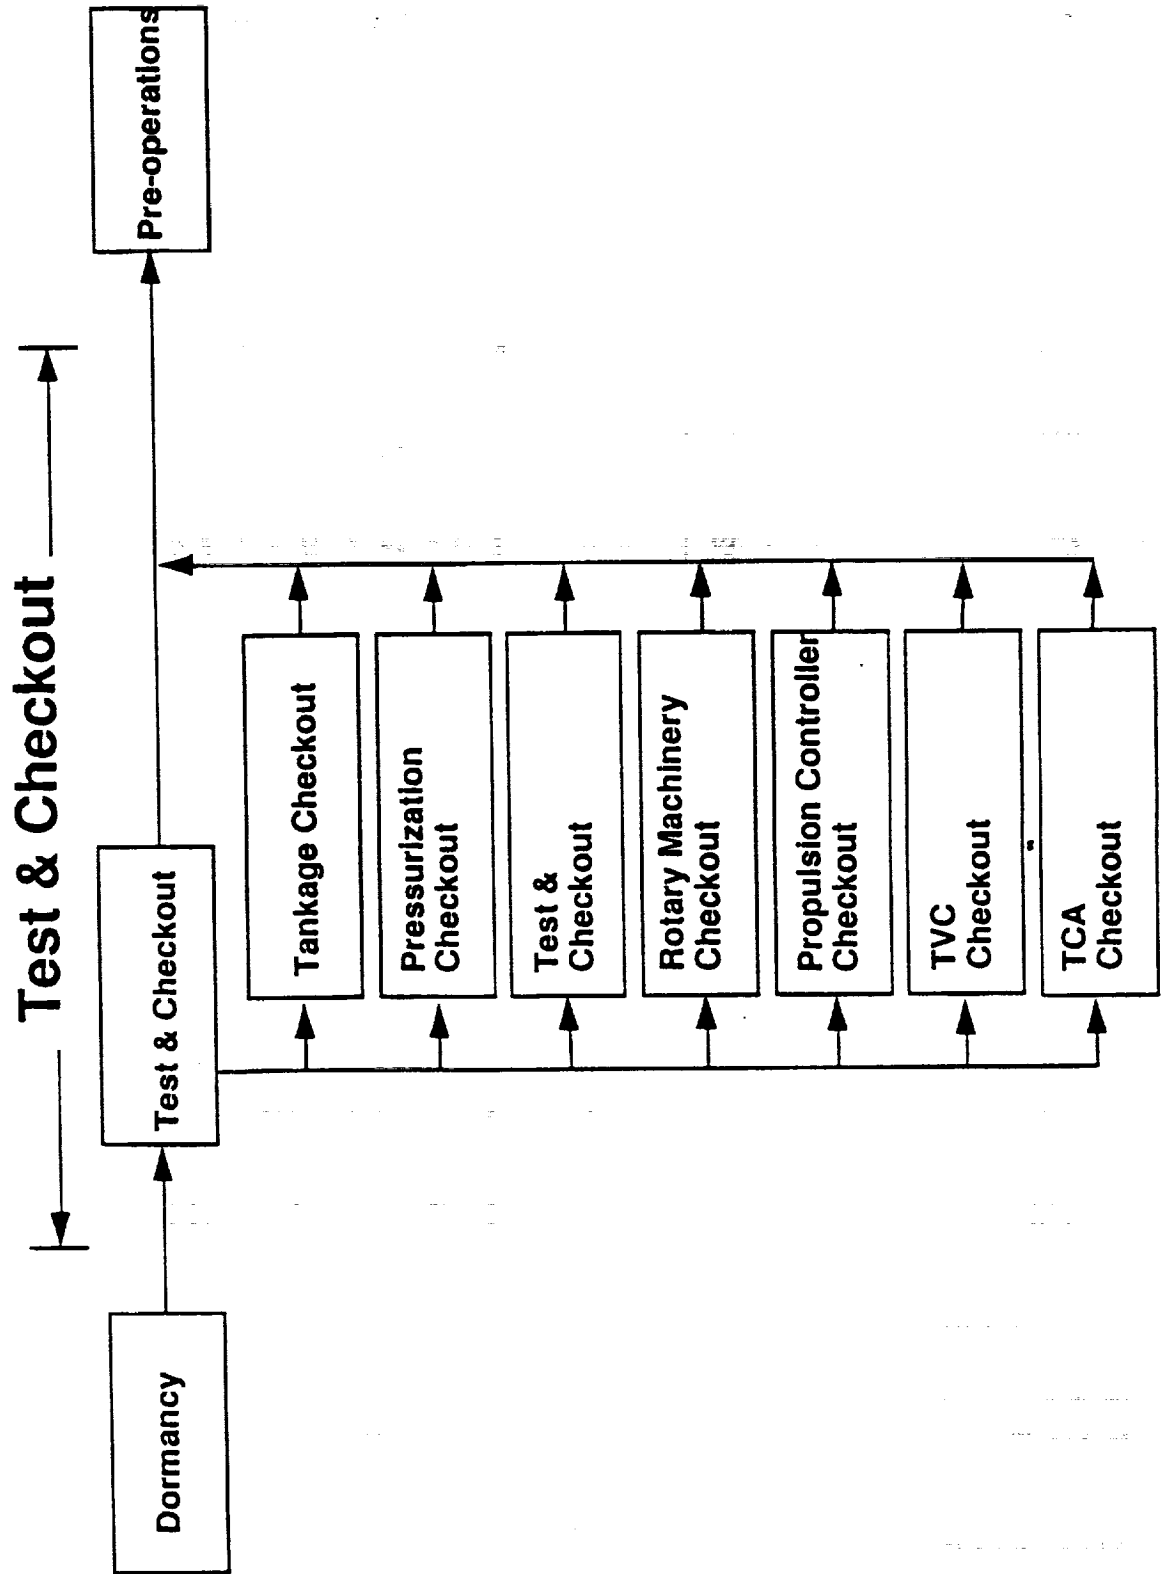 Test & Checkout
Dormancy
Test & Checkout
Pre-operations
Tankage Checkout
Pressurization
Checkout
Test &
Checkout
Rotary Machinery
Checkout
Propulsion Controller
Checkout
TVC
Checkout
TCA
Checkout